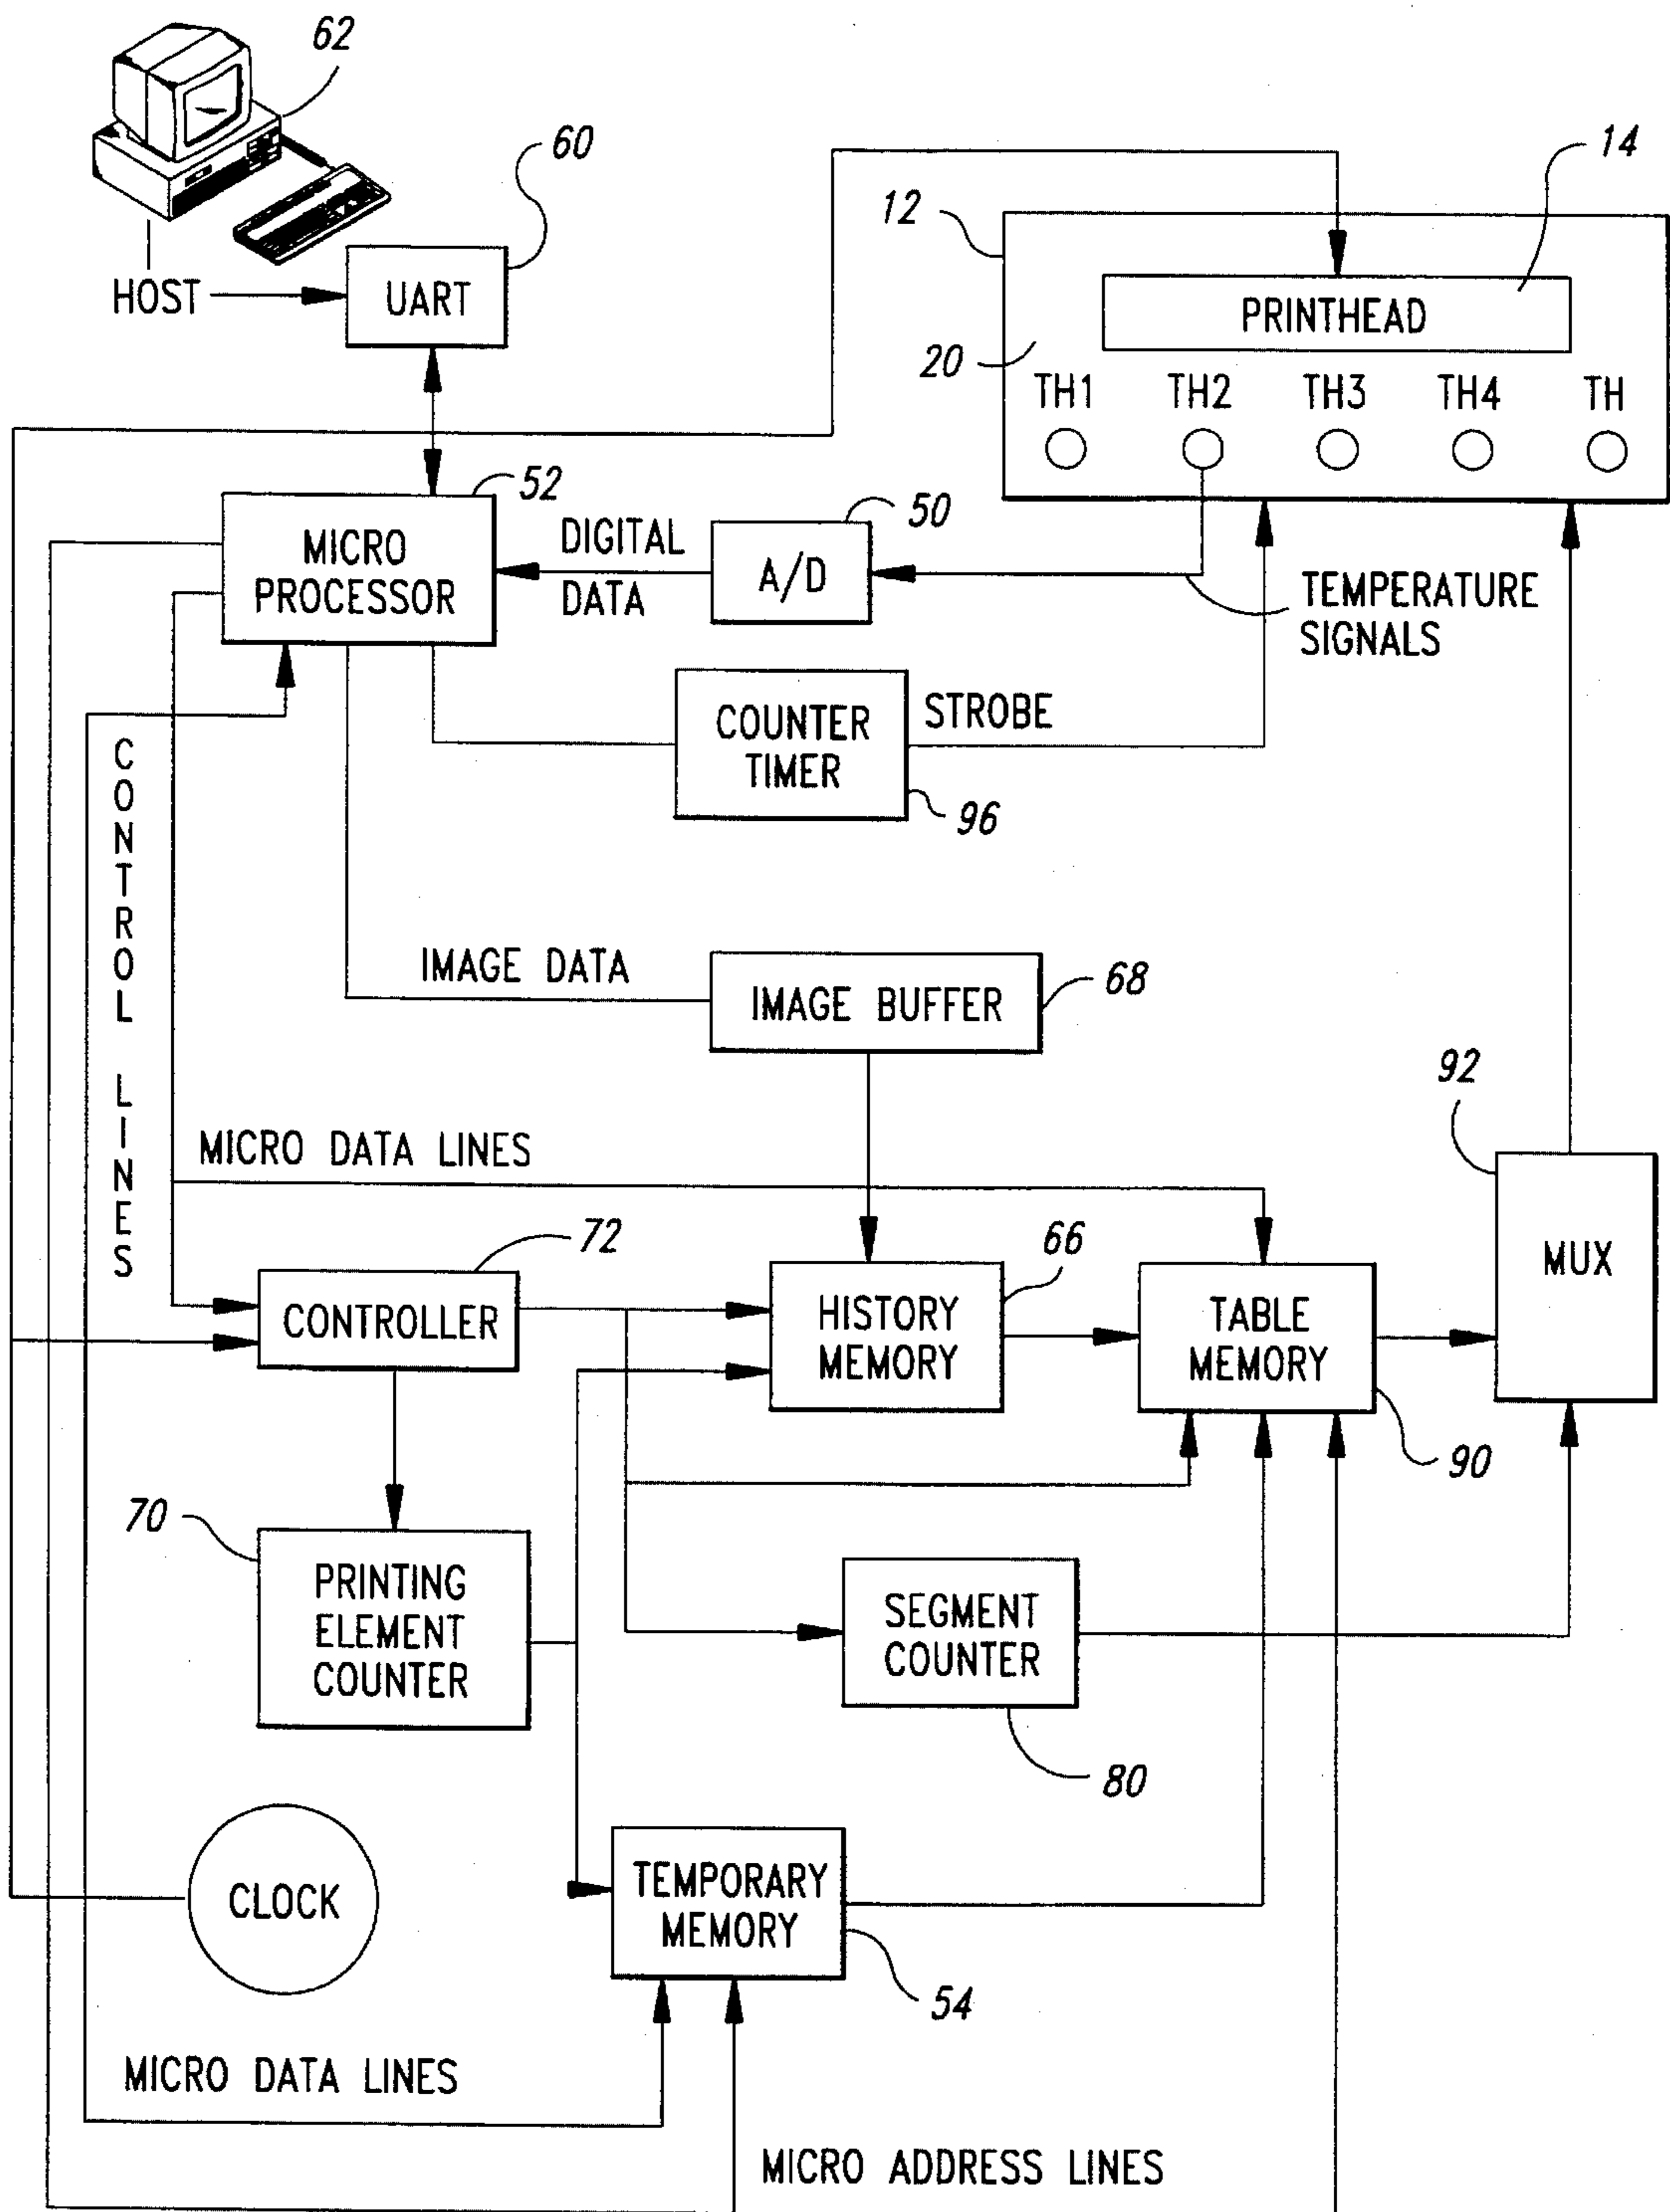 62
60
14
12
HOST
UART
PRINTHEAD
20
TH1 TH2 TH3 TH4 TH
52
50
MICRO
PROCESSOR
DIGITAL
DATA
A/D
TEMPERATURE
SIGNALS
COUNTER
TIMER
STROBE
96
CONTROL LINES
IMAGE DATA
IMAGE BUFFER
68
92
MICRO DATA LINES
72
66
MUX
CONTROLLER
HISTORY
MEMORY
TABLE
MEMORY
90
70
PRINTING
ELEMENT
COUNTER
SEGMENT
COUNTER
80
CLOCK
TEMPORARY
MEMORY
54
MICRO DATA LINES
MICRO ADDRESS LINES